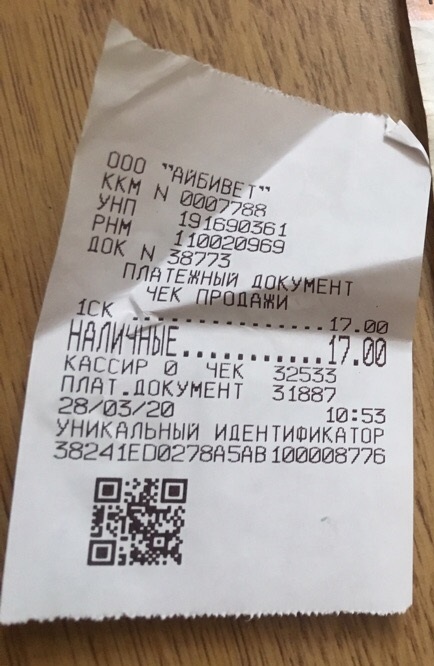 ООО "АЙБИВЕТ"
ККМ N 0007788
УНП 191690361
РНМ 110020969
ДОК N 38773
ПЛАТЕЖНЫЙ ДОКУМЕНТ
ЧЕК ПРОДАЖИ
1СК ..................17.00
НАЛИЧНЫЕ............17.00
КАССИР 0 ЧЕК 32533
ПЛАТ.ДОКУМЕНТ 31887
28/03/20 10:53
УНИКАЛЬНЫЙ ИДЕНТИФИКАТОР
38241ED0278A5AB100008776